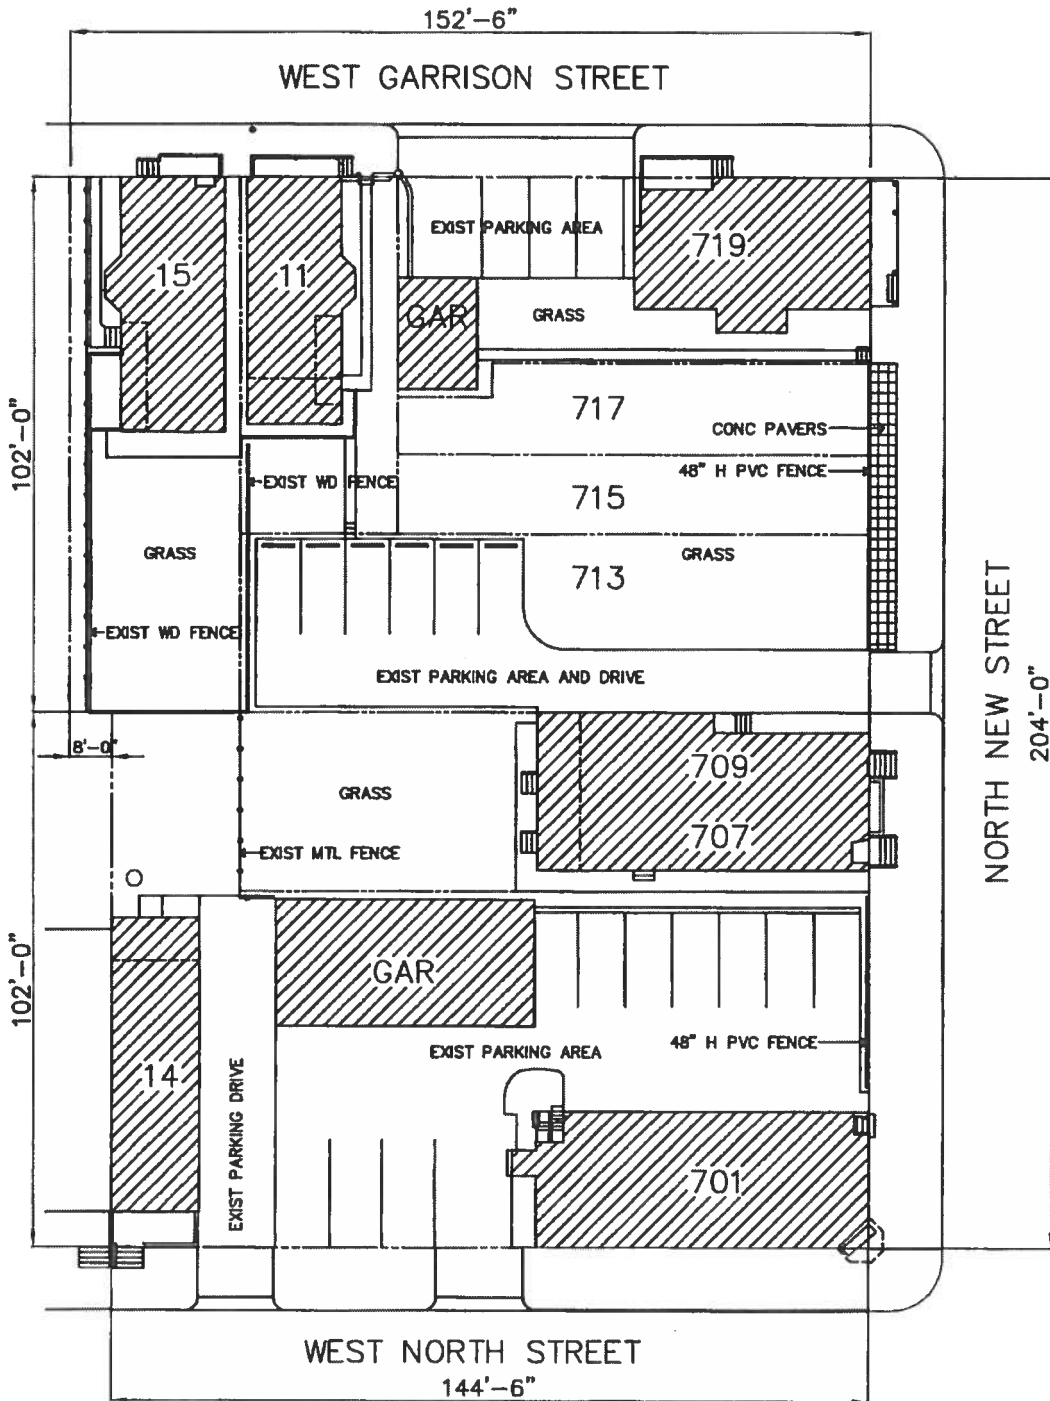 152'-6"
WEST GARRISON STREET
EXIST PARKING AREA
719
15
11
GAR
GRASS
717
CONC PAVERS
102'-0"
48" H PVC FENCE
EXIST WD FENCE
715
GRASS
GRASS
713
EXIST WD FENCE
EXIST PARKING AREA AND DRIVE
NORTH NEW STREET
204'-0"
8'-0"
709
GRASS
707
EXIST MTL FENCE
102'-0"
GAR
48" H PVC FENCE
EXIST PARKING AREA
14
EXIST PARKING DRIVE
701
WEST NORTH STREET
144'-6"